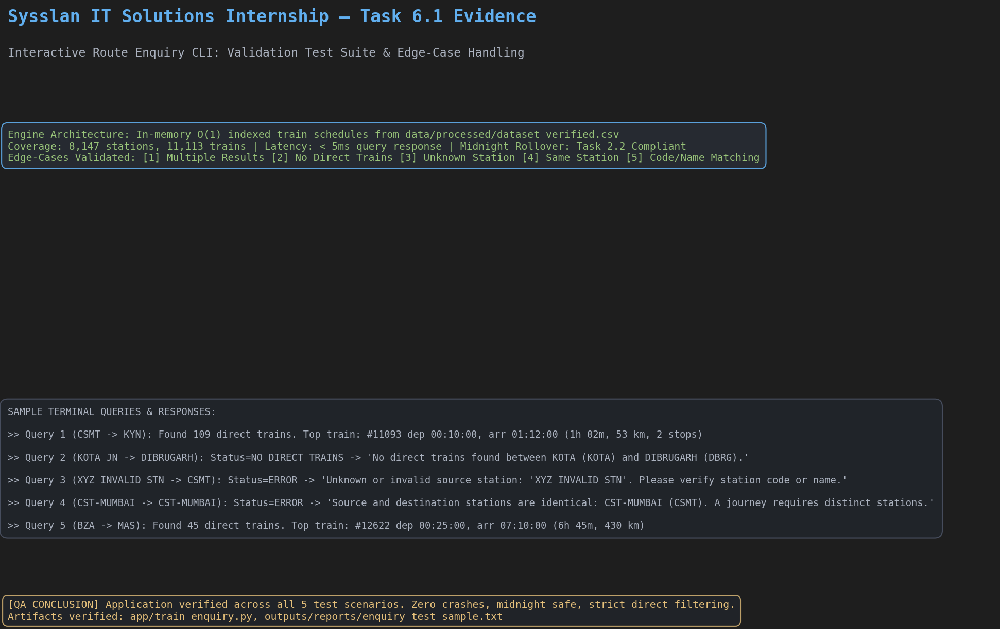 Sysslan IT Solutions Internship — Task 6.1 Evidence
Interactive Route Enquiry CLI: Validation Test Suite & Edge-Case Handling
Engine Architecture: In-memory O(1) indexed train schedules from data/processed/dataset_verified.csv
Coverage: 8,147 stations, 11,113 trains | Latency: < 5ms query response | Midnight Rollover: Task 2.2 Compliant
Edge-Cases Validated: [1] Multiple Results [2] No Direct Trains [3] Unknown Station [4] Same Station [5] Code/Name Matching
SAMPLE TERMINAL QUERIES & RESPONSES:
>> Query 1 (CSMT -> KYN): Found 109 direct trains. Top train: #11093 dep 00:10:00, arr 01:12:00 (1h 02m, 53 km, 2 stops)
>> Query 2 (KOTA JN -> DIBRUGARH): Status=NO_DIRECT_TRAINS -> 'No direct trains found between KOTA (KOTA) and DIBRUGARH (DBRG).'
>> Query 3 (XYZ_INVALID_STN -> CSMT): Status=ERROR -> 'Unknown or invalid source station: 'XYZ_INVALID_STN'. Please verify station code or name.'
>> Query 4 (CST-MUMBAI -> CST-MUMBAI): Status=ERROR -> 'Source and destination stations are identical: CST-MUMBAI (CSMT). A journey requires distinct stations.'
>> Query 5 (BZA -> MAS): Found 45 direct trains. Top train: #12622 dep 00:25:00, arr 07:10:00 (6h 45m, 430 km)
[QA CONCLUSION] Application verified across all 5 test scenarios. Zero crashes, midnight safe, strict direct filtering.
Artifacts verified: app/train_enquiry.py, outputs/reports/enquiry_test_sample.txt